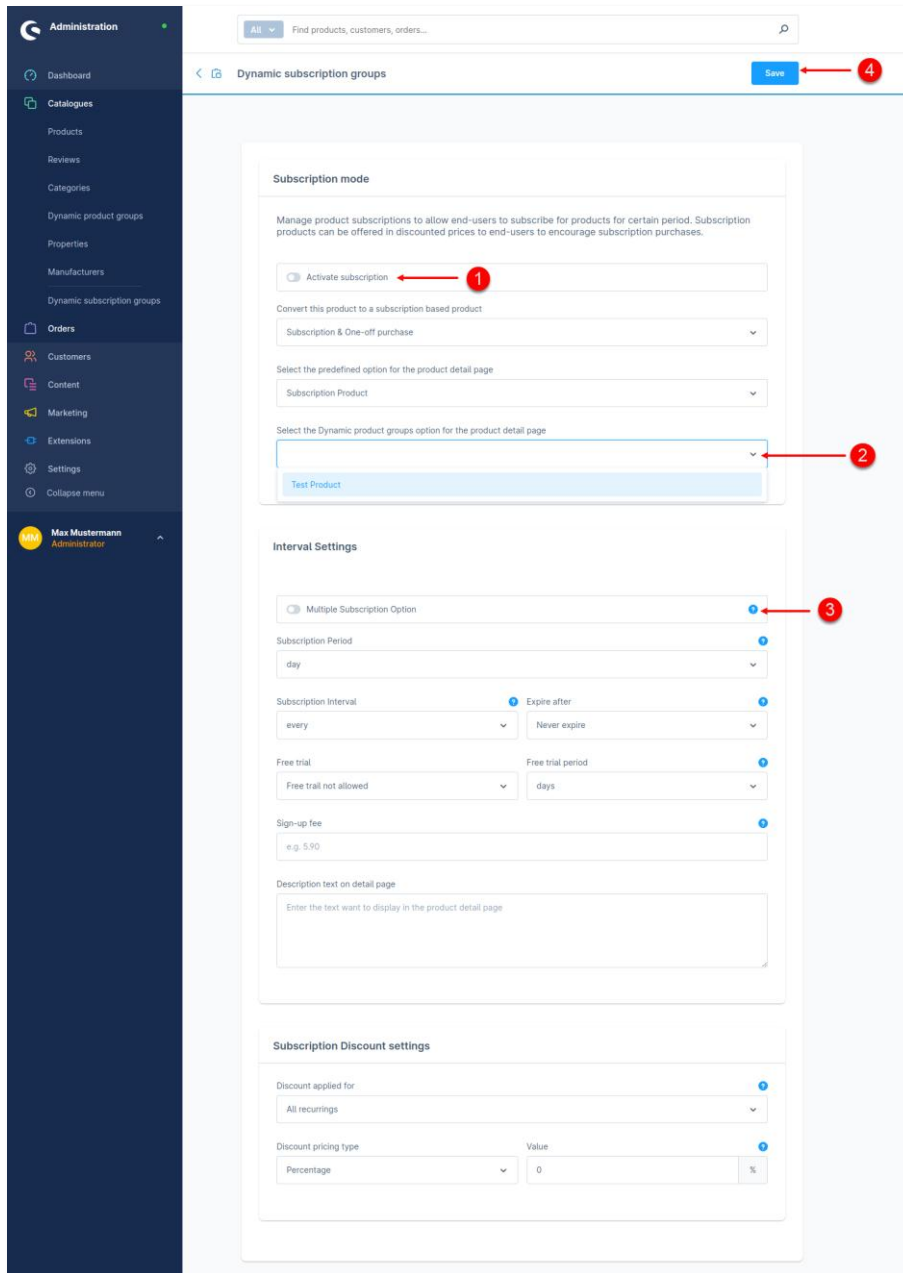 Administration
All
Find products, customers, orders...
Dashboard
Dynamic subscription groups
Save
4
Catalogues
Products
Reviews
Categories
Dynamic product groups
Properties
Manufacturers
Dynamic subscription groups
Orders
Customers
Content
Marketing
Extensions
Settings
Collapse menu
MM
Max Mustermann
Administrator
Subscription mode
Manage product subscriptions to allow end-users to subscribe for products for certain period. Subscription
products can be offered in discounted prices to end-users to encourage subscription purchases.
Activate subscription
1
Convert this product to a subscription based product
Subscription & One-off purchase
Select the predefined option for the product detail page
Subscription Product
Select the Dynamic product groups option for the product detail page
2
Test Product
Interval Settings
Multiple Subscription Option
?
3
Subscription Period
?
day
Subscription Interval
?
Expire after
?
every
Never expire
Free trial
Free trial period
?
Free trail not allowed
days
Sign-up fee
?
e.g. 5.90
Description text on detail page
Enter the text want to display in the product detail page
Subscription Discount settings
Discount applied for
?
All recurrings
Discount pricing type
Value
?
Percentage
0
%